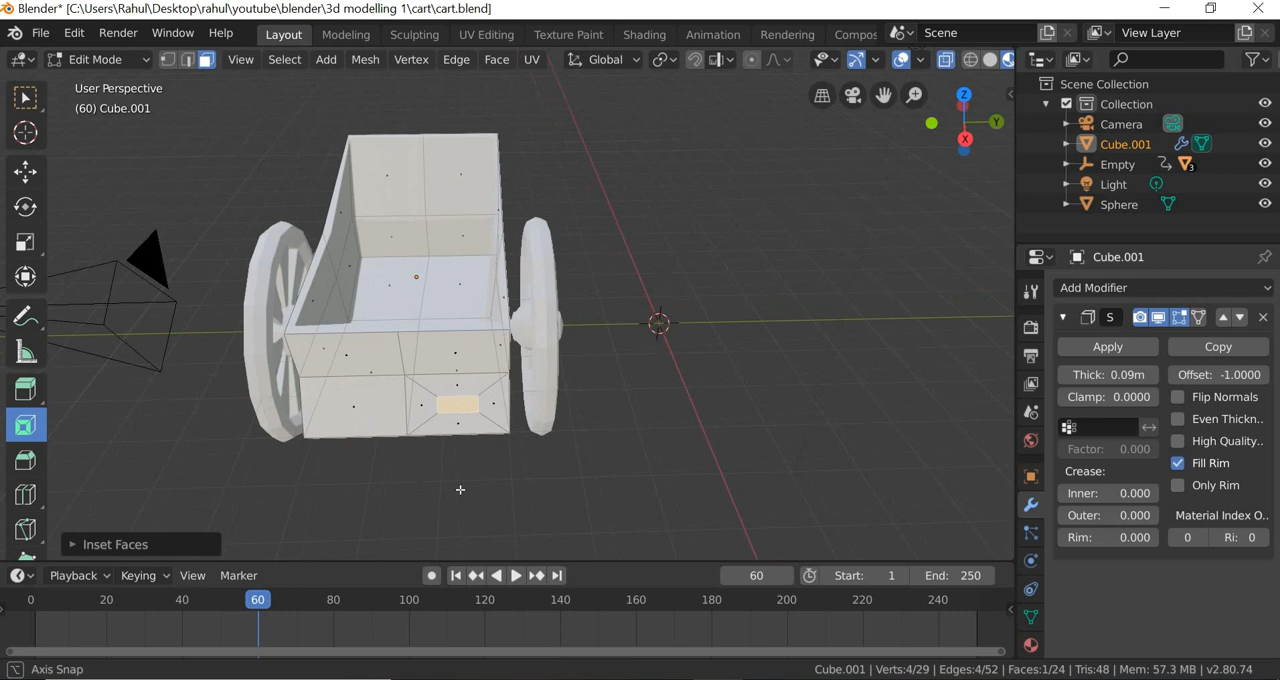 Blender* [C:\Users\Rahul\Desktop\rahul\youtube\blender\3d modelling 1\cart\cart.blend]
File Edit Render Window Help Layout Modeling Sculpting UV Editing Texture Paint Shading Animation Rendering Compos Scene View Layer
Edit Mode View Select Add Mesh Vertex Edge Face UV Global
User Perspective
(60) Cube.001
Z
Y
X
Scene Collection
Collection
Camera
Cube.001
Empty 3
Light
Sphere
Cube.001
Add Modifier
S
Apply Copy
Thick: 0.09m Offset: -1.0000
Clamp: 0.0000 Flip Normals
Even Thickn..
Factor: 0.000 High Quality..
Crease: Fill Rim
Inner: 0.000 Only Rim
Outer: 0.000 Material Index O..
Rim: 0.000 0 Ri: 0
Inset Faces
Playback Keying View Marker 60 Start: 1 End: 250
0 20 40 60 80 100 120 140 160 180 200 220 240
Axis Snap Cube.001 | Verts:4/29 | Edges:4/52 | Faces:1/24 | Tris:48 | Mem: 57.3 MB | v2.80.74